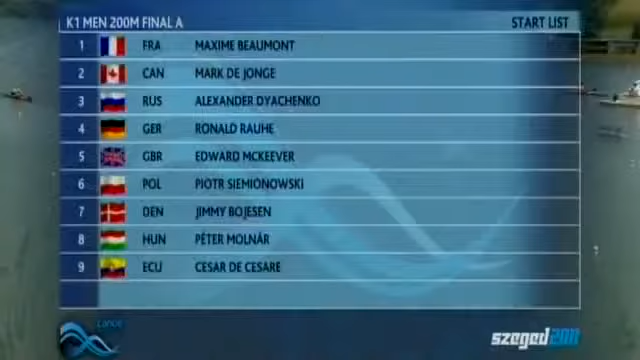 K1 MEN 200M FINAL A START LIST
1 FRA MAXIME BEAUMONT
2 CAN MARK DE JONGE
3 RUS ALEXANDER DYACHENKO
4 GER RONALD RAUHE
5 GBR EDWARD MCKEEVER
6 POL PIOTR SIEMIONOWSKI
7 DEN JIMMY BOJESEN
8 HUN PÉTER MOLNÁR
9 ECU CESAR DE CESARE
Lance
szeged2011